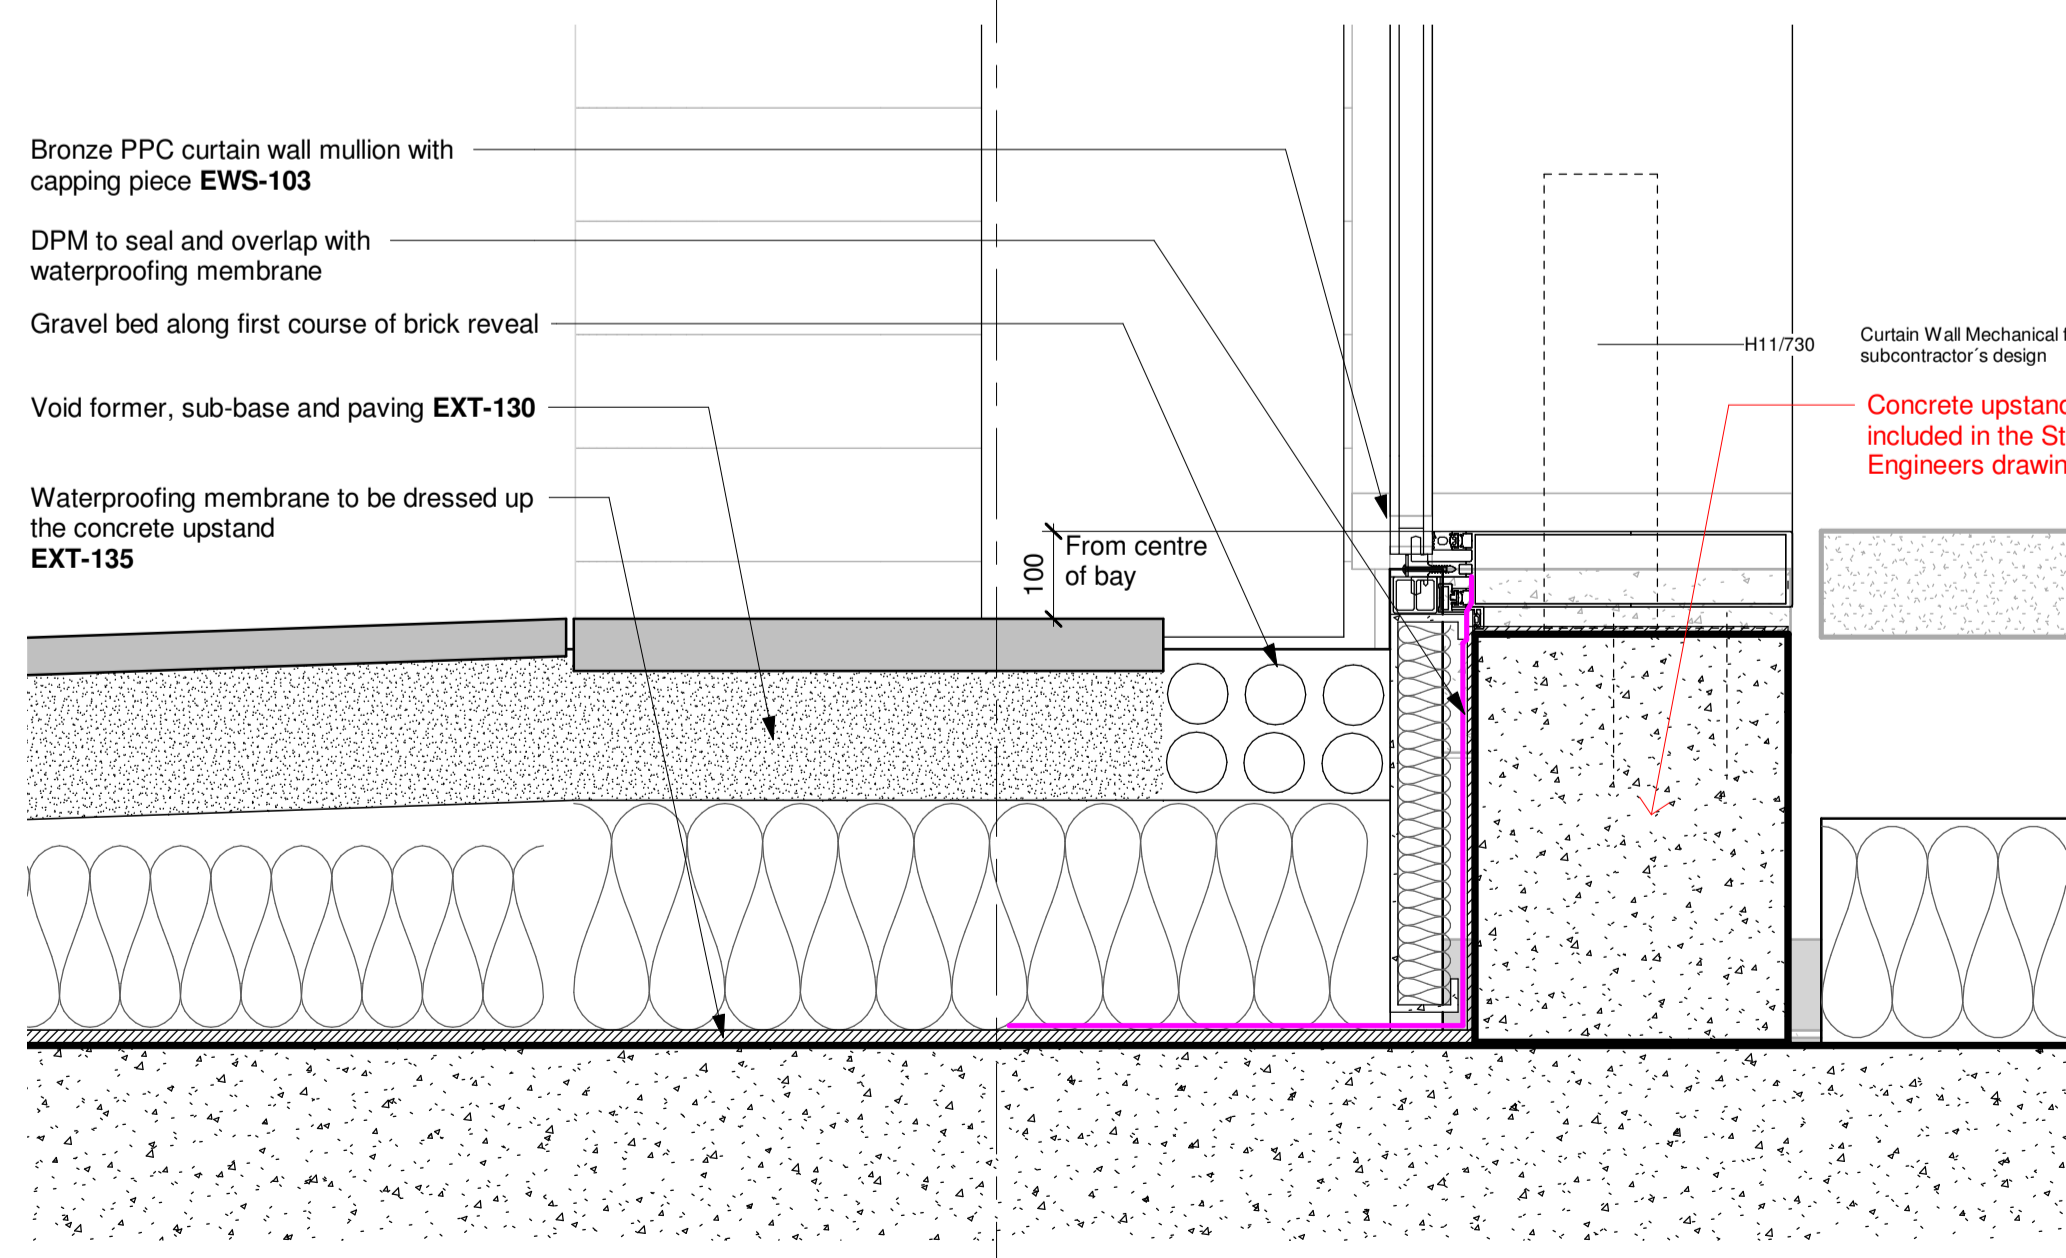 Bronze PPC curtain wall mullion with
capping piece EWS-103
DPM to seal and overlap with
waterproofing membrane
Gravel bed along first course of brick reveal
Void former, sub-base and paving EXT-130
Waterproofing membrane to be dressed up
the concrete upstand
EXT-135
100
From centre
of bay
H11/730
Curtain Wall Mechanical f
subcontractor´s design
Concrete upstand
included in the St
Engineers drawin